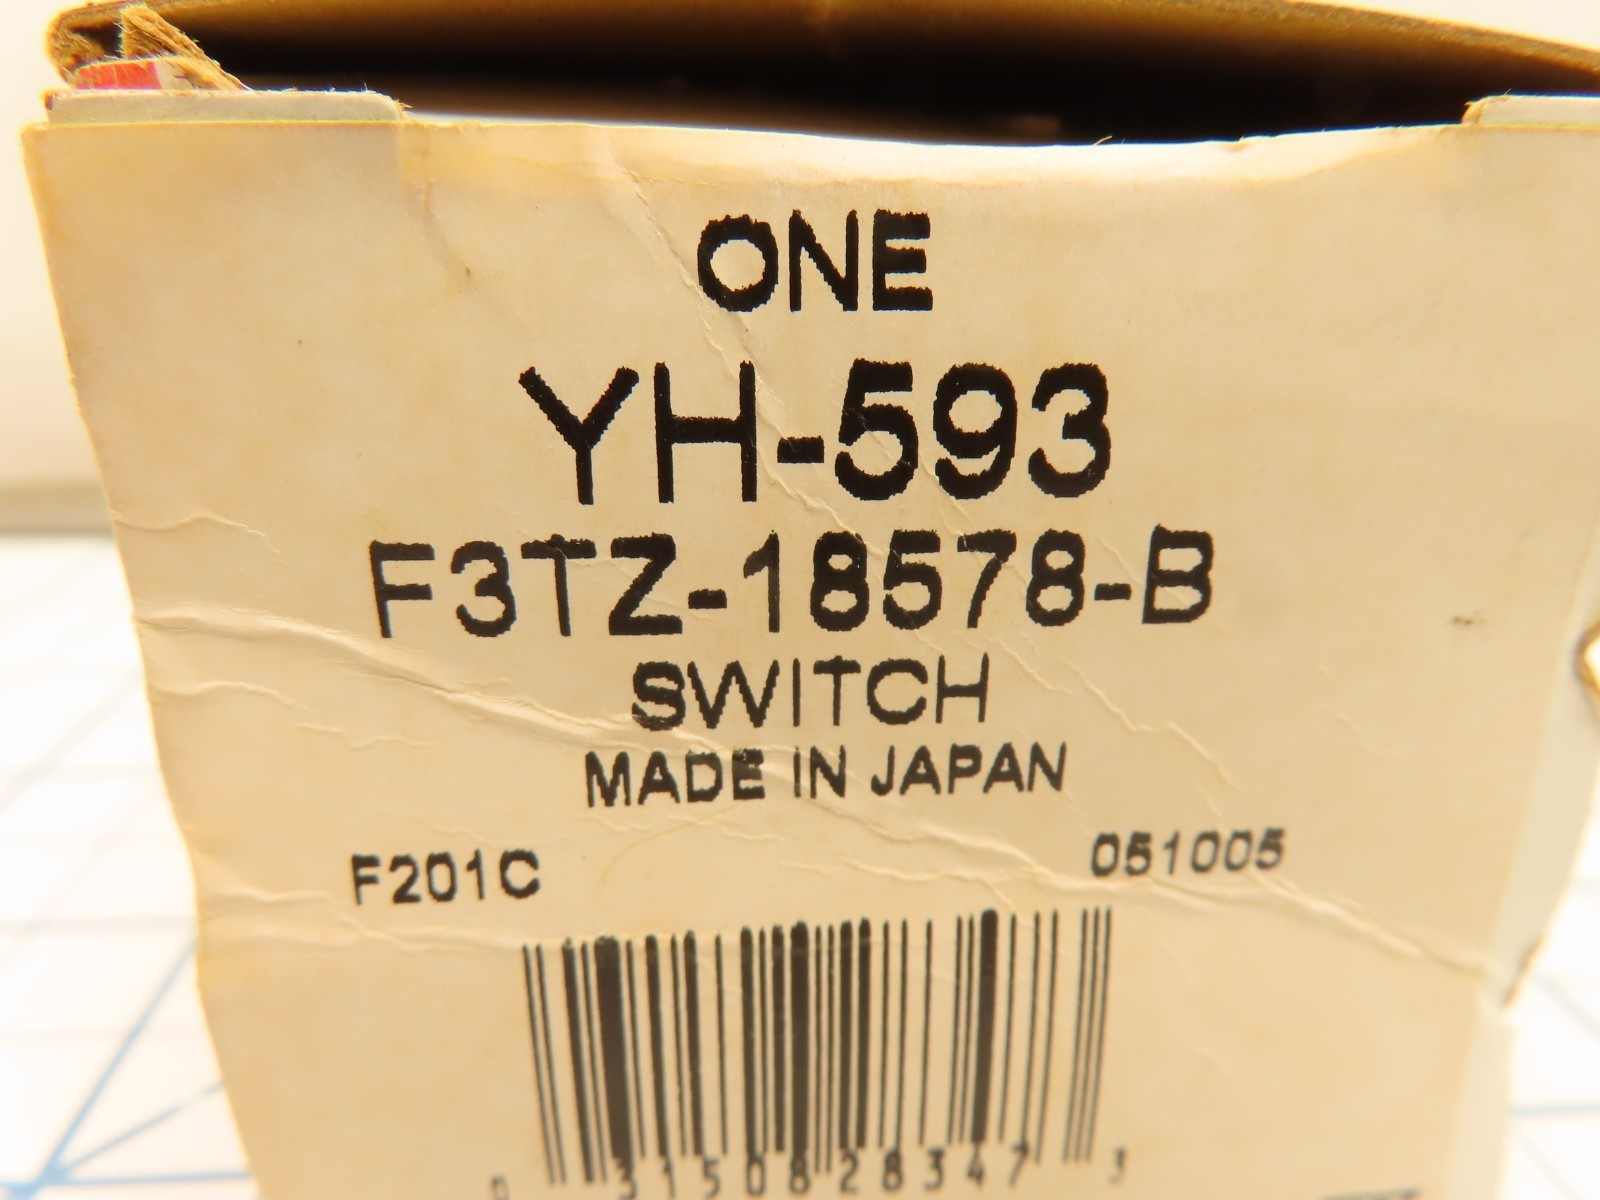 ONE
YH-593
F3TZ-18578-B
SWITCH
MADE IN JAPAN
F201C 051005
0 31508 28347 3